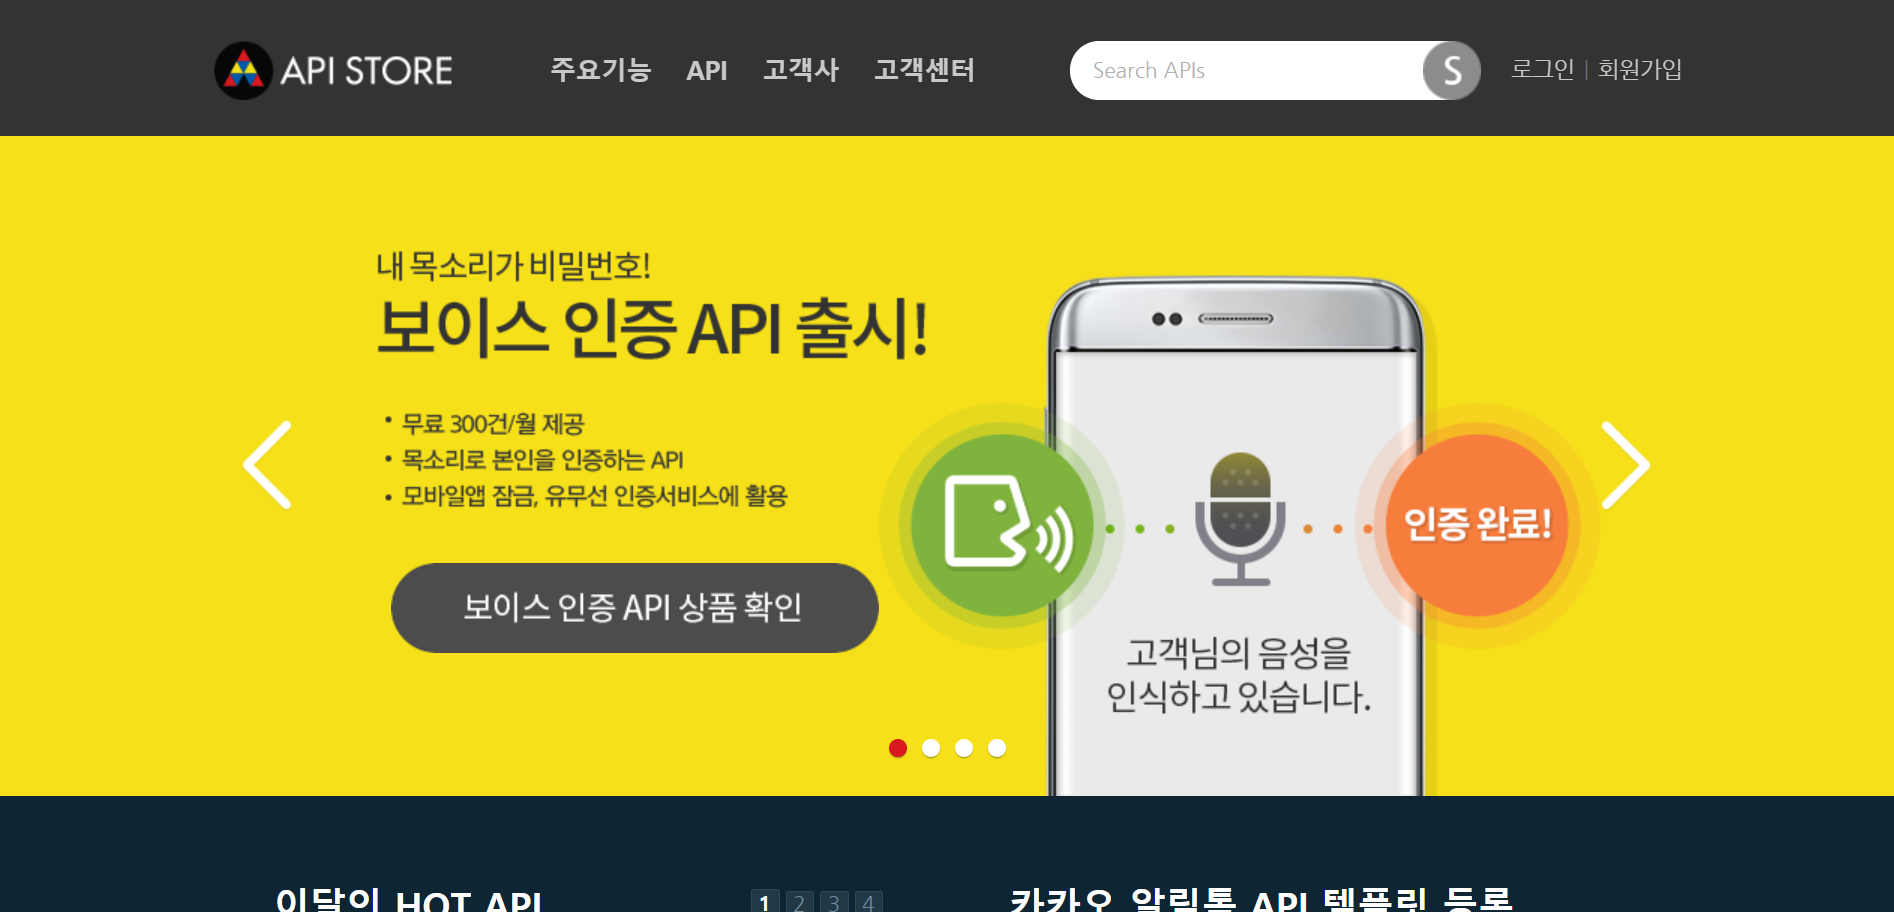 API STORE
주요기능 API 고객사 고객센터
Search APIs
S
로그인 | 회원가입
내 목소리가 비밀번호!
보이스 인증 API 출시!
• 무료 300건/월 제공
• 목소리로 본인을 인증하는 API
• 모바일앱 잠금, 유무선 인증서비스에 활용
보이스 인증 API 상품 확인
인증 완료!
고객님의 음성을
인식하고 있습니다.
이달의 HOT API
1 2 3 4
카카오 알림톡 API 템플릿 등록